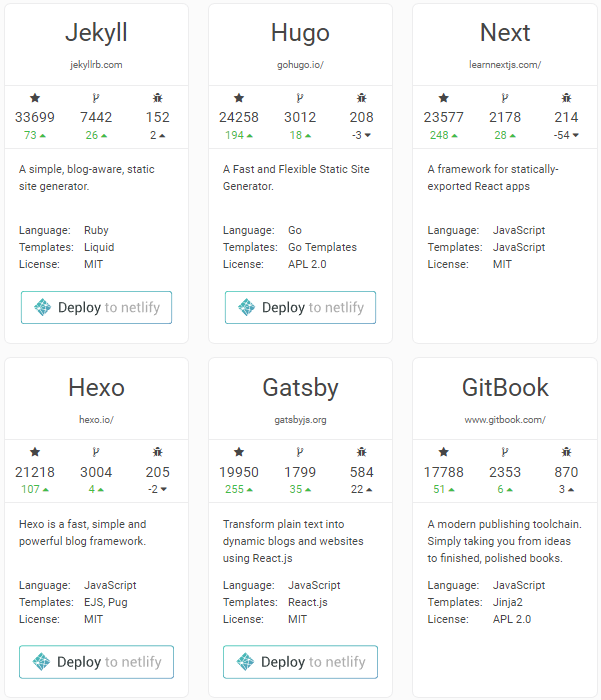 Jekyll
jekyllrb.com
33699 7442 152
73 26 2
A simple, blog-aware, static
site generator.
Language: Ruby
Templates: Liquid
License: MIT
Deploy to netlify
Hugo
gohugo.io/
24258 3012 208
194 18 -3
A Fast and Flexible Static Site
Generator.
Language: Go
Templates: Go Templates
License: APL 2.0
Deploy to netlify
Next
learnnextjs.com/
23577 2178 214
248 28 -54
A framework for statically-
exported React apps
Language: JavaScript
Templates: JavaScript
License: MIT
Hexo
hexo.io/
21218 3004 205
107 4 -2
Hexo is a fast, simple and
powerful blog framework.
Language: JavaScript
Templates: EJS, Pug
License: MIT
Deploy to netlify
Gatsby
gatsbyjs.org
19950 1799 584
255 35 22
Transform plain text into
dynamic blogs and websites
using React.js
Language: JavaScript
Templates: React.js
License: MIT
Deploy to netlify
GitBook
www.gitbook.com/
17788 2353 870
51 6 3
A modern publishing toolchain.
Simply taking you from ideas
to finished, polished books.
Language: JavaScript
Templates: Jinja2
License: APL 2.0